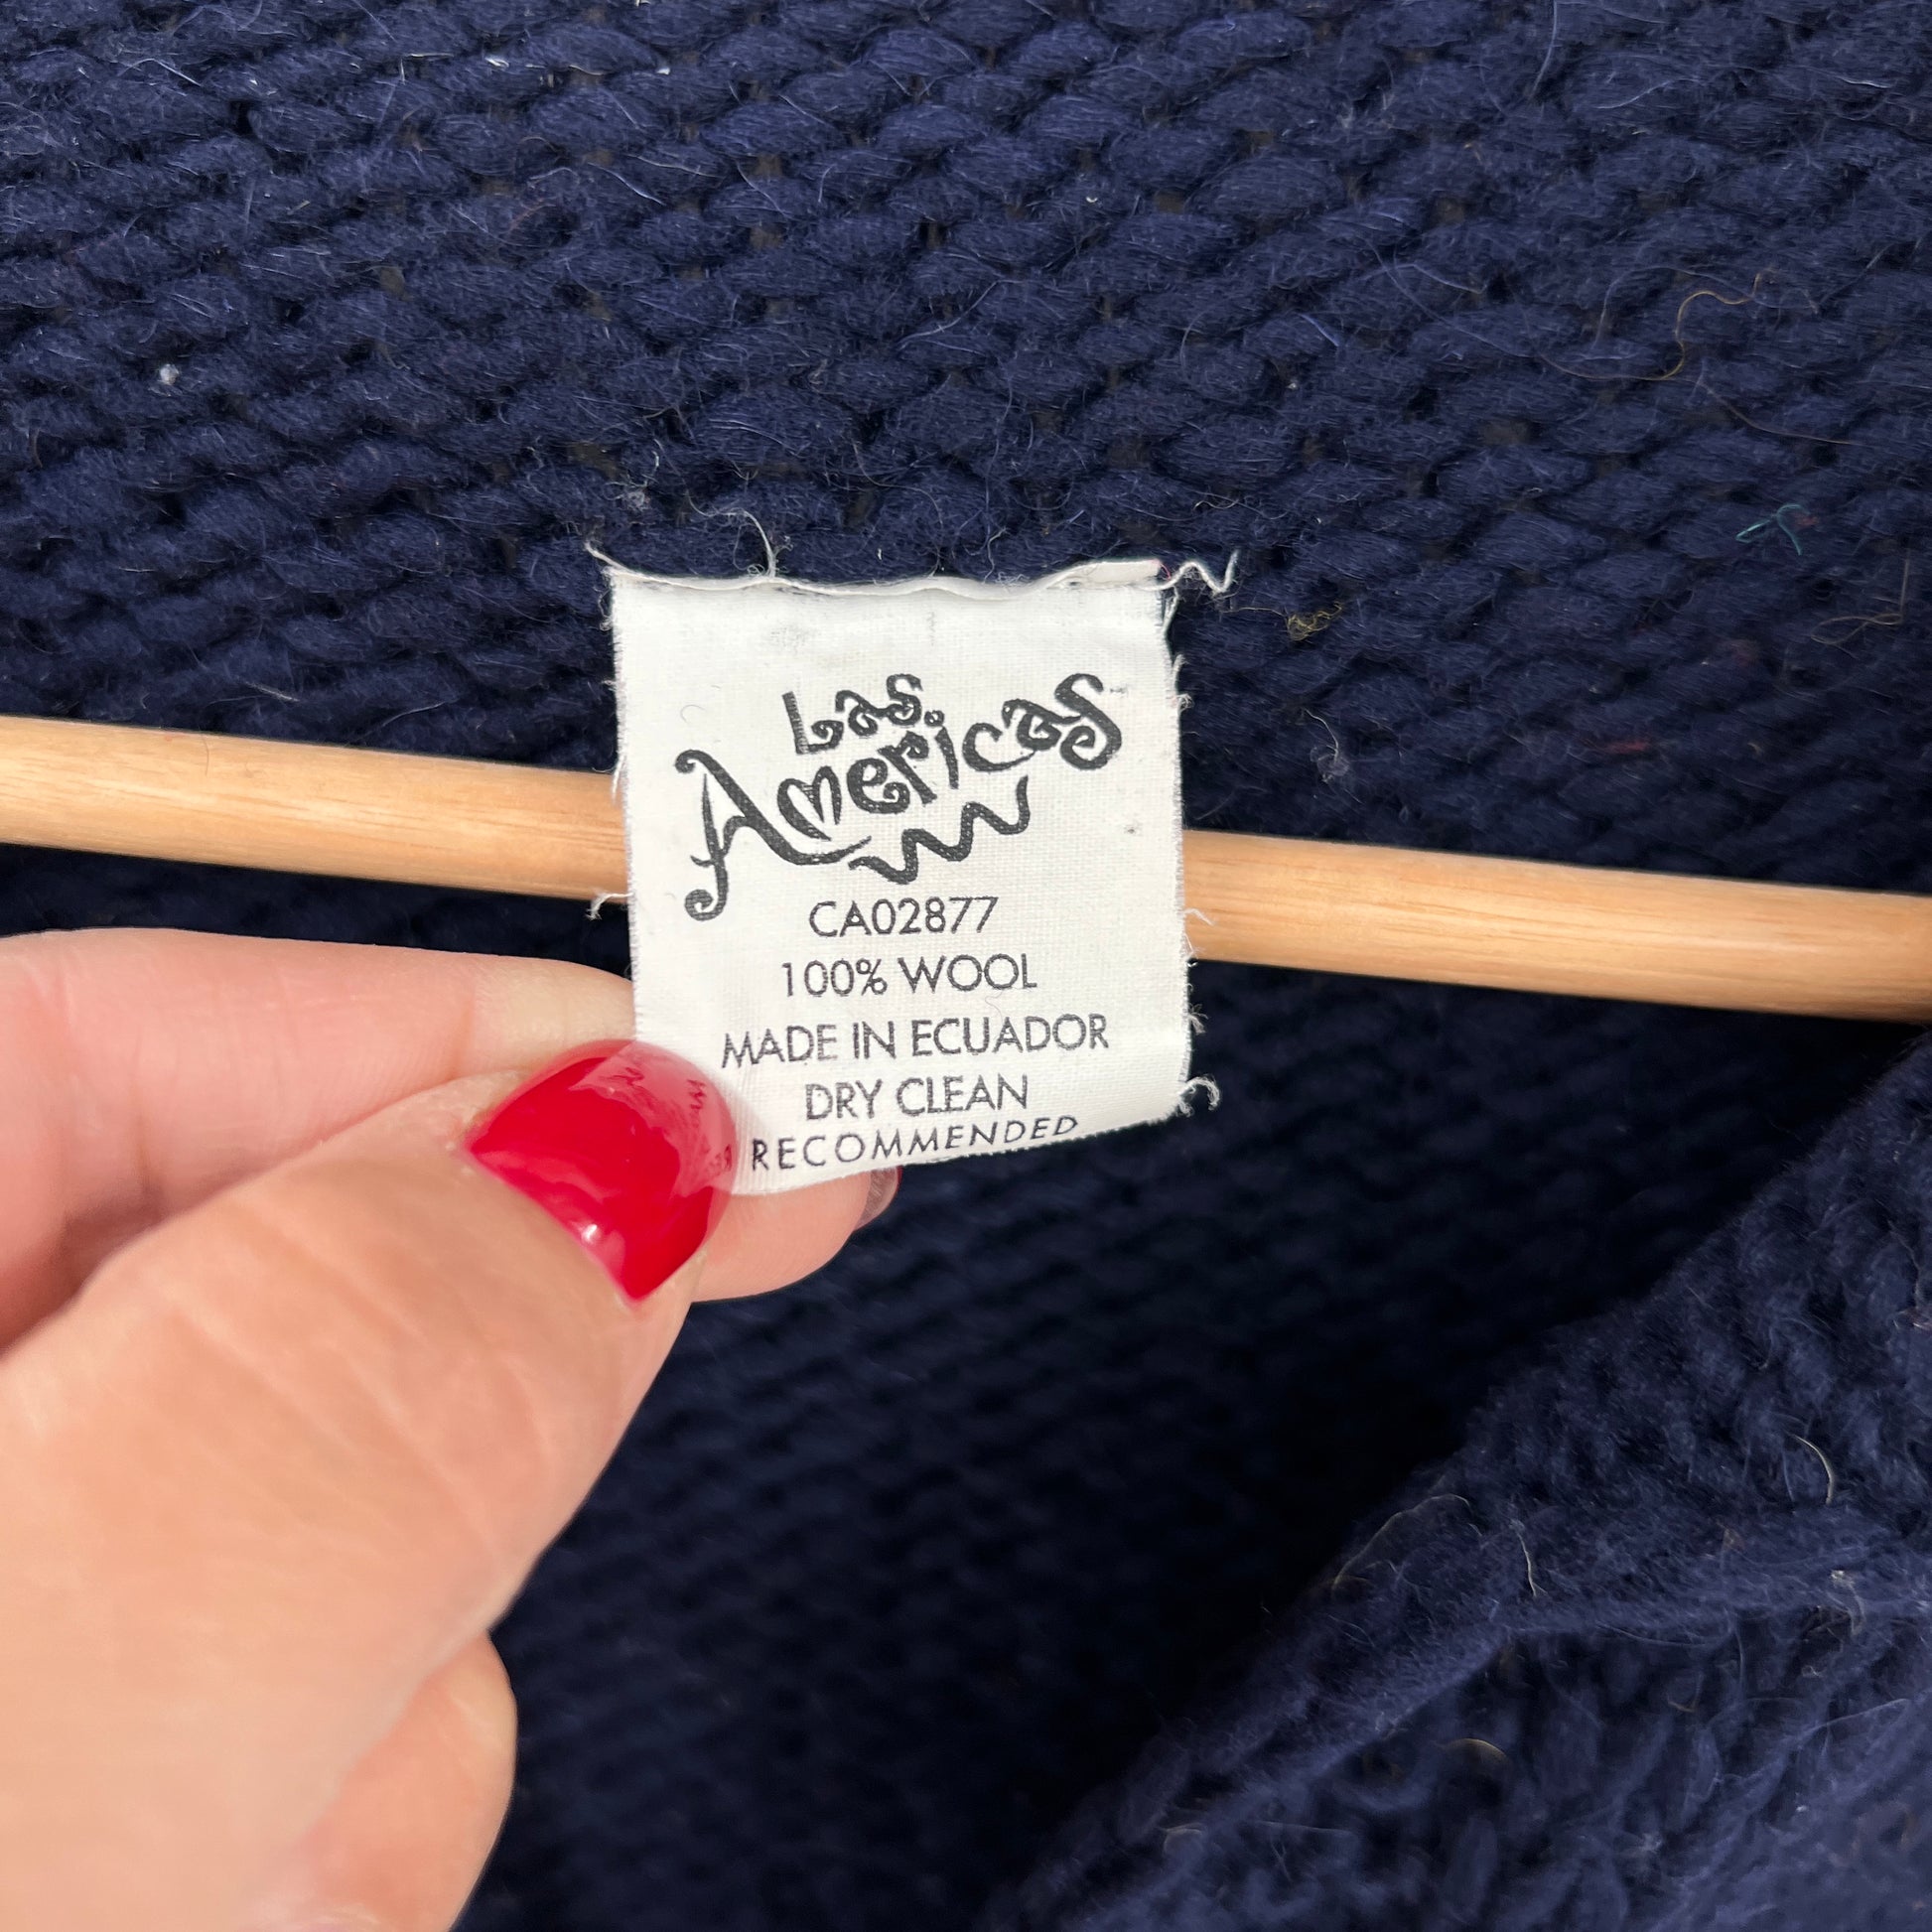 Las
Americas
CA02877
100% WOOL
MADE IN ECUADOR
DRY CLEAN
RECOMMENDED